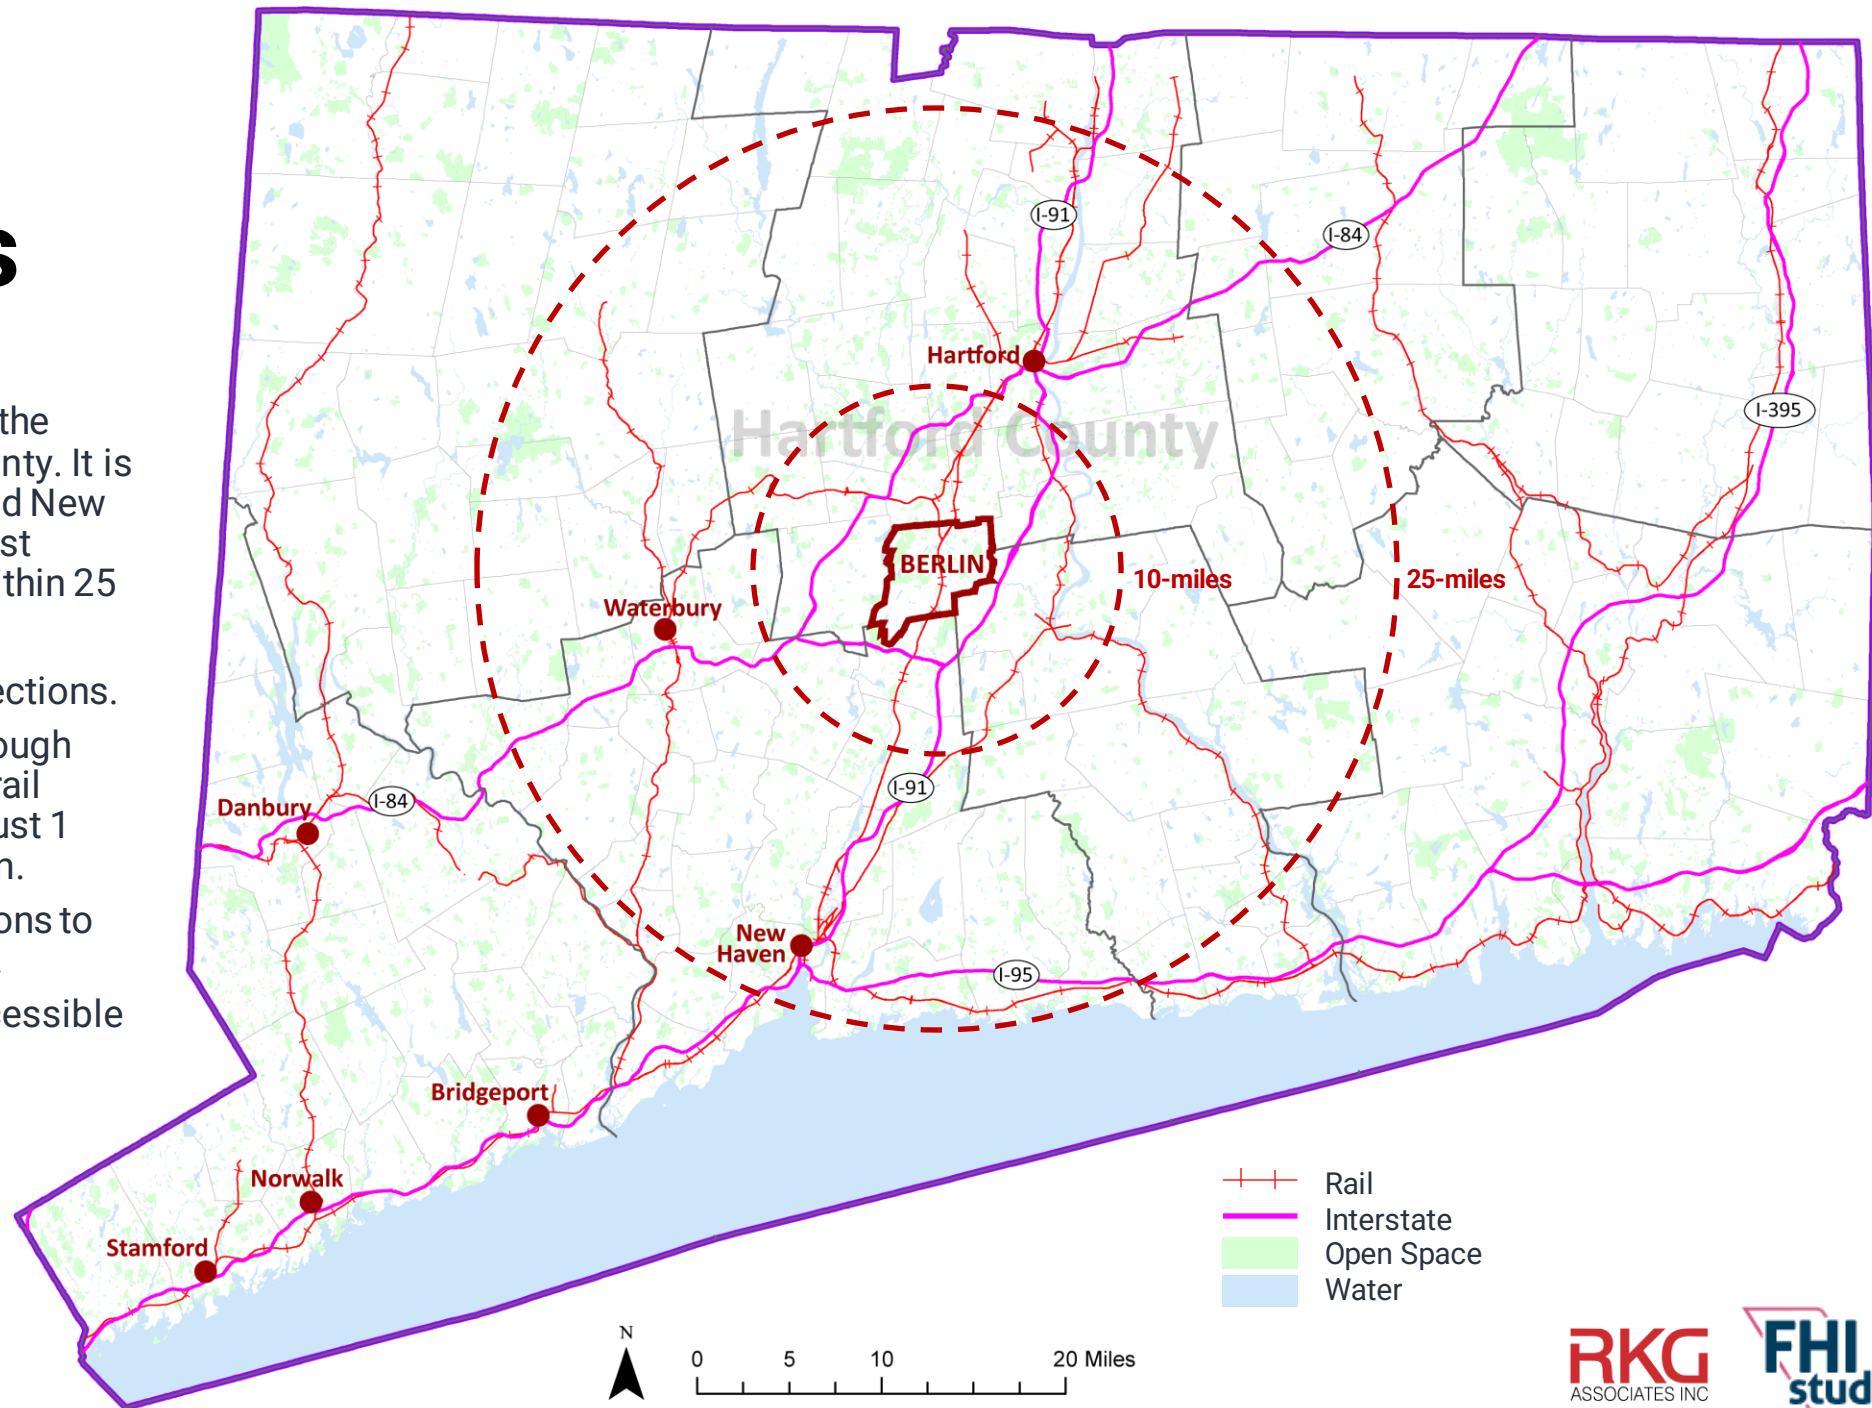 s
the
nty. It is
d New
st
thin 25
ections.
ough
rail
ust 1
n.
ons to
cessible
I-91
I-84
Hartford
Hartford County
I-395
BERLIN
10-miles
25-miles
Waterbury
I-91
Danbury
I-84
New
Haven
I-95
Bridgeport
Norwalk
Stamford
Rail
Interstate
Open Space
Water
N
0 5 10 20 Miles
RKG
ASSOCIATES INC
FHI
stud